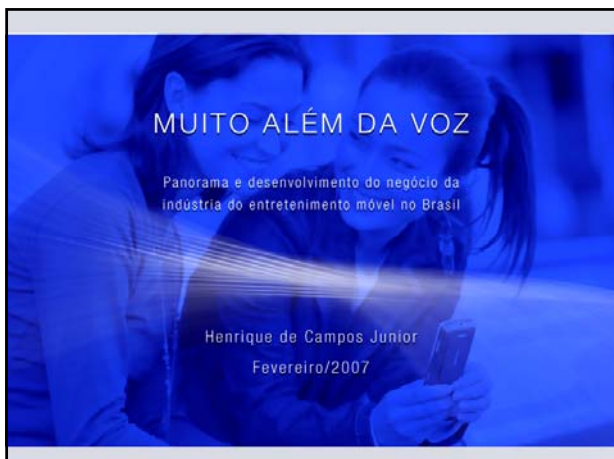 MUITO ALÉM DA VOZ
Panorama e desenvolvimento do negócio da
indústria do entretenimento móvel no Brasil
Henrique de Campos Junior
Fevereiro/2007